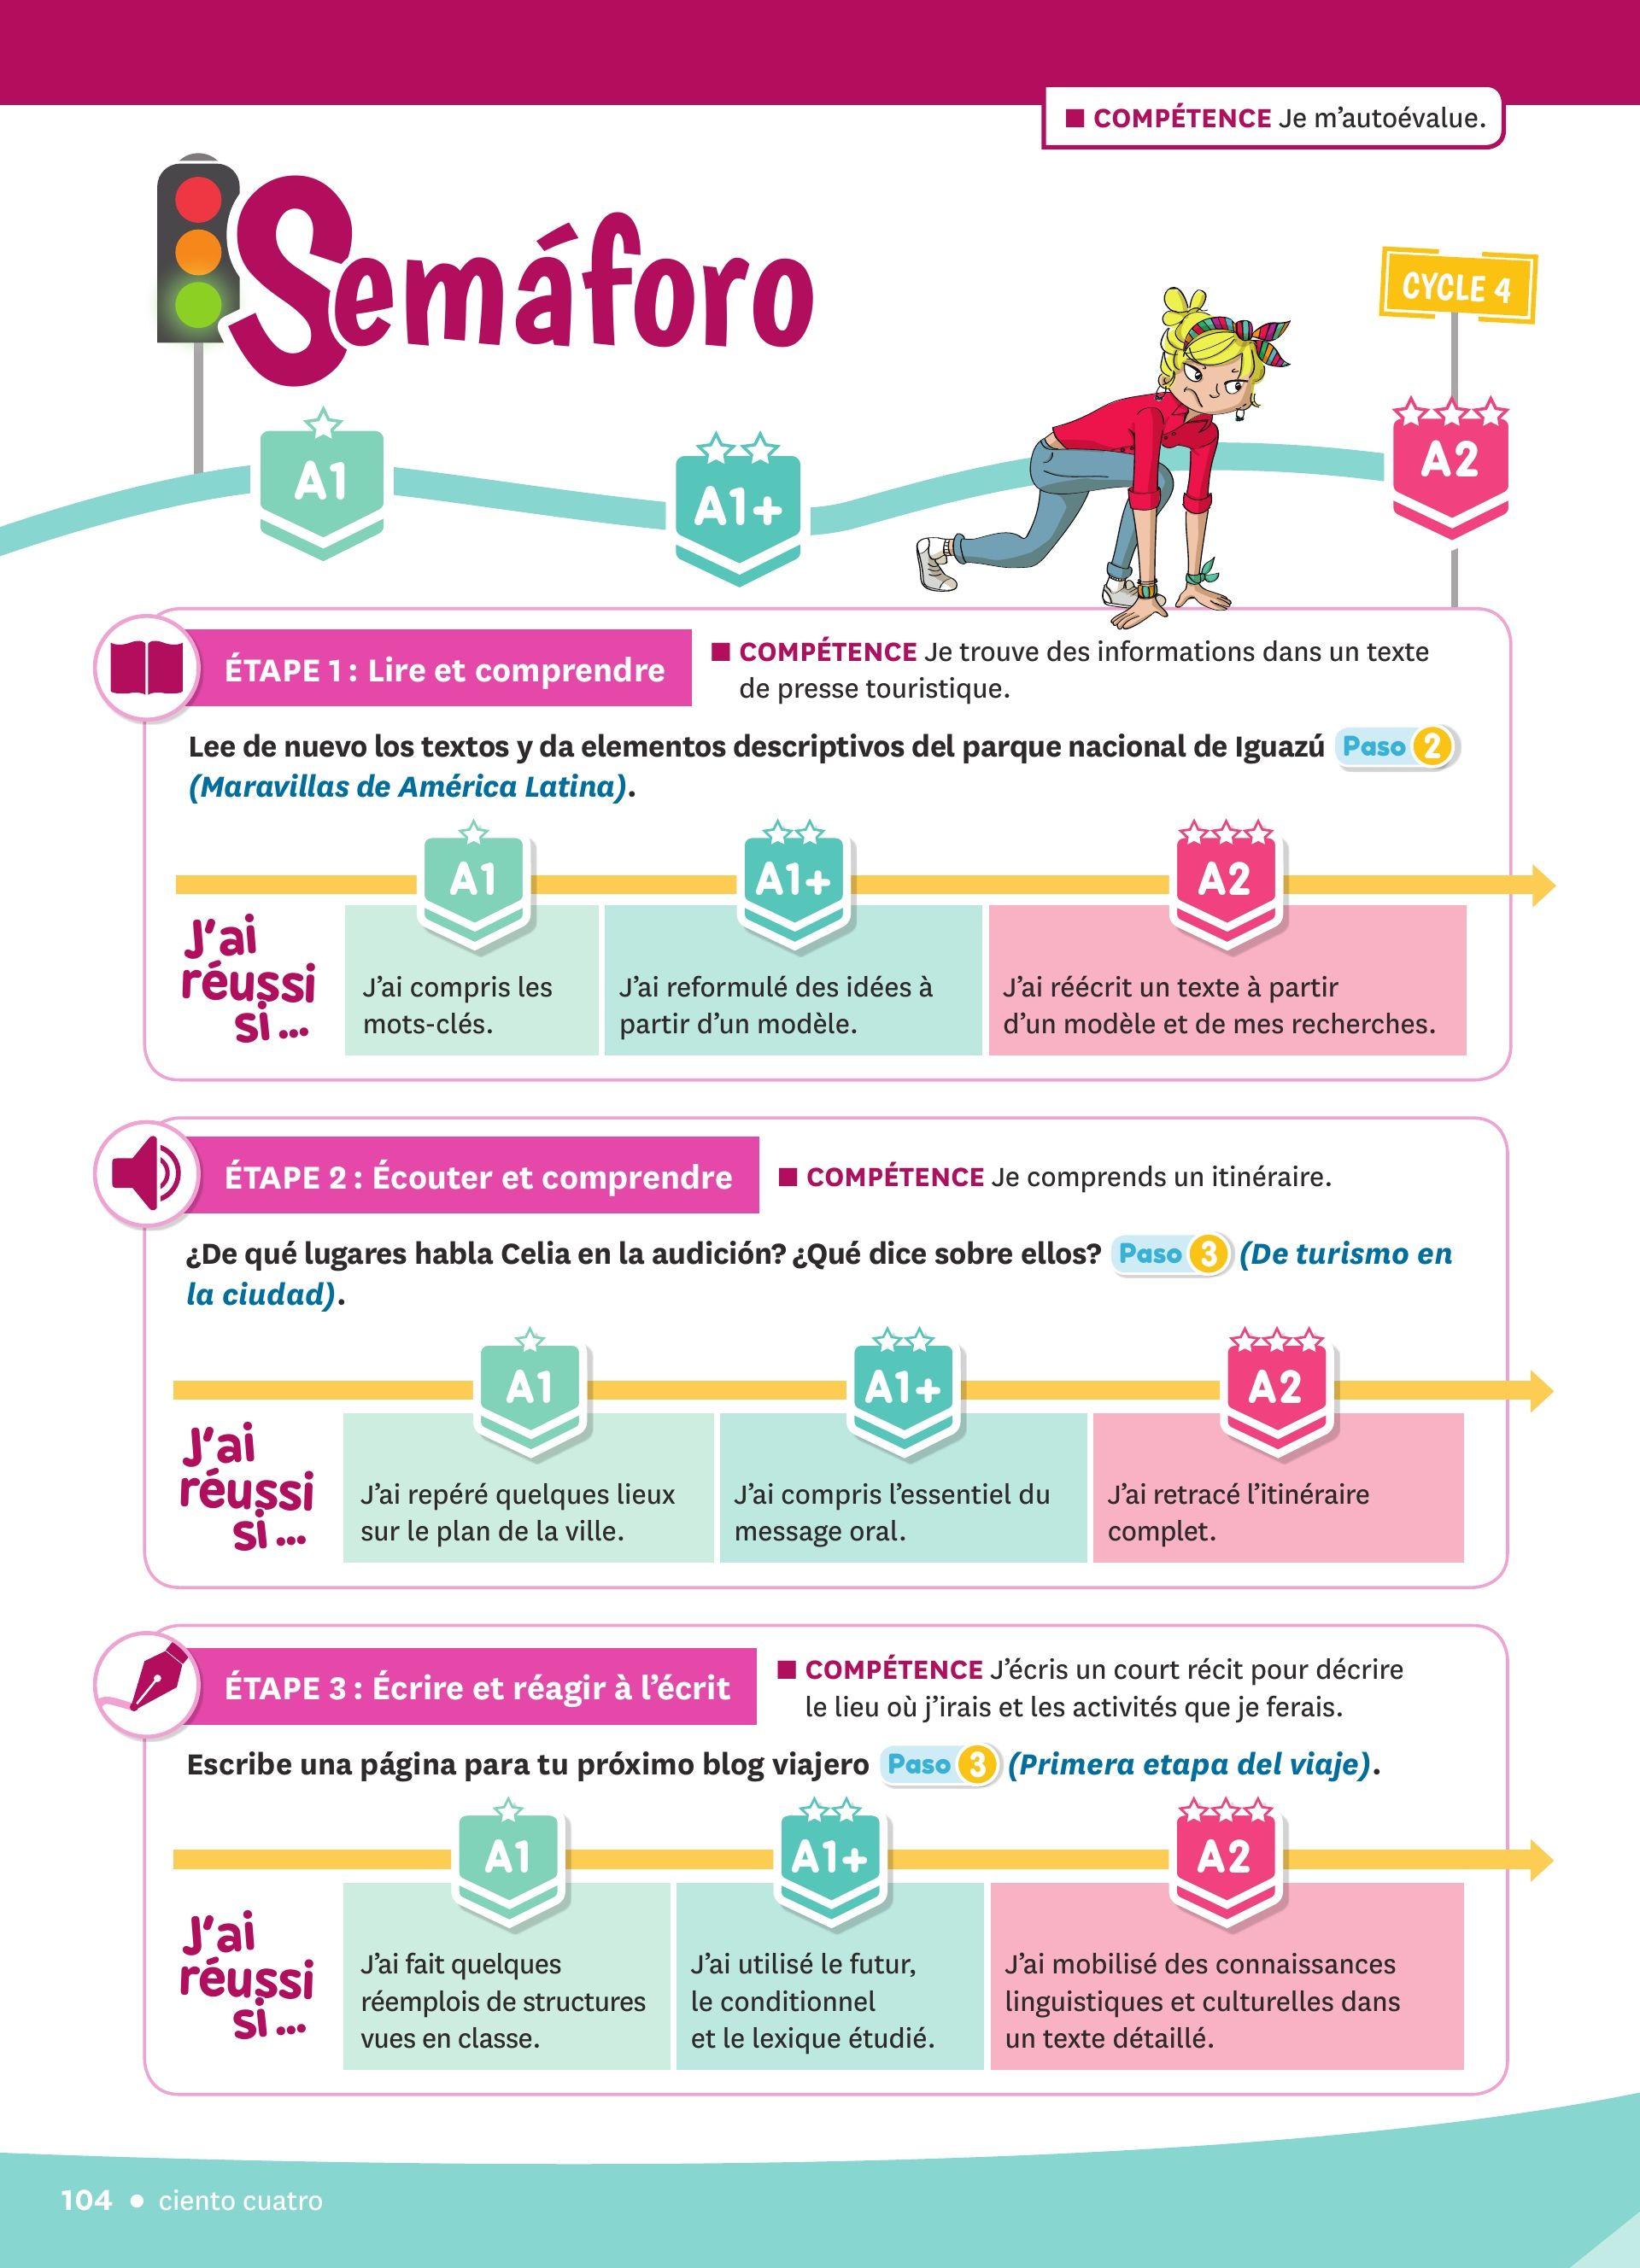 ■ COMPÉTENCE Je m'autoévalue.
Semáforo
CYCLE 4
A1
A1+
A2
ÉTAPE 1 : Lire et comprendre
■ COMPÉTENCE Je trouve des informations dans un texte
de presse touristique.
Lee de nuevo los textos y da elementos descriptivos del parque nacional de Iguazú Paso 2
(Maravillas de América Latina).
A1
A1+
A2
J'ai
réussi
si ...
J'ai compris les
mots-clés.
J'ai reformulé des idées à
partir d'un modèle.
J'ai réécrit un texte à partir
d'un modèle et de mes recherches.
ÉTAPE 2 : Écouter et comprendre
■ COMPÉTENCE Je comprends un itinéraire.
¿De qué lugares habla Celia en la audición? ¿Qué dice sobre ellos? Paso 3 (De turismo en
la ciudad).
A1
A1+
A2
J'ai
réussi
si ...
J'ai repéré quelques lieux
sur le plan de la ville.
J'ai compris l'essentiel du
message oral.
J'ai retracé l'itinéraire
complet.
ÉTAPE 3 : Écrire et réagir à l'écrit
■ COMPÉTENCE J'écris un court récit pour décrire
le lieu où j'irais et les activités que je ferais.
Escribe una página para tu próximo blog viajero Paso 3 (Primera etapa del viaje).
A1
A1+
A2
J'ai
réussi
si ...
J'ai fait quelques
réemplois de structures
vues en classe.
J'ai utilisé le futur,
le conditionnel
et le lexique étudié.
J'ai mobilisé des connaissances
linguistiques et culturelles dans
un texte détaillé.
104 • ciento cuatro